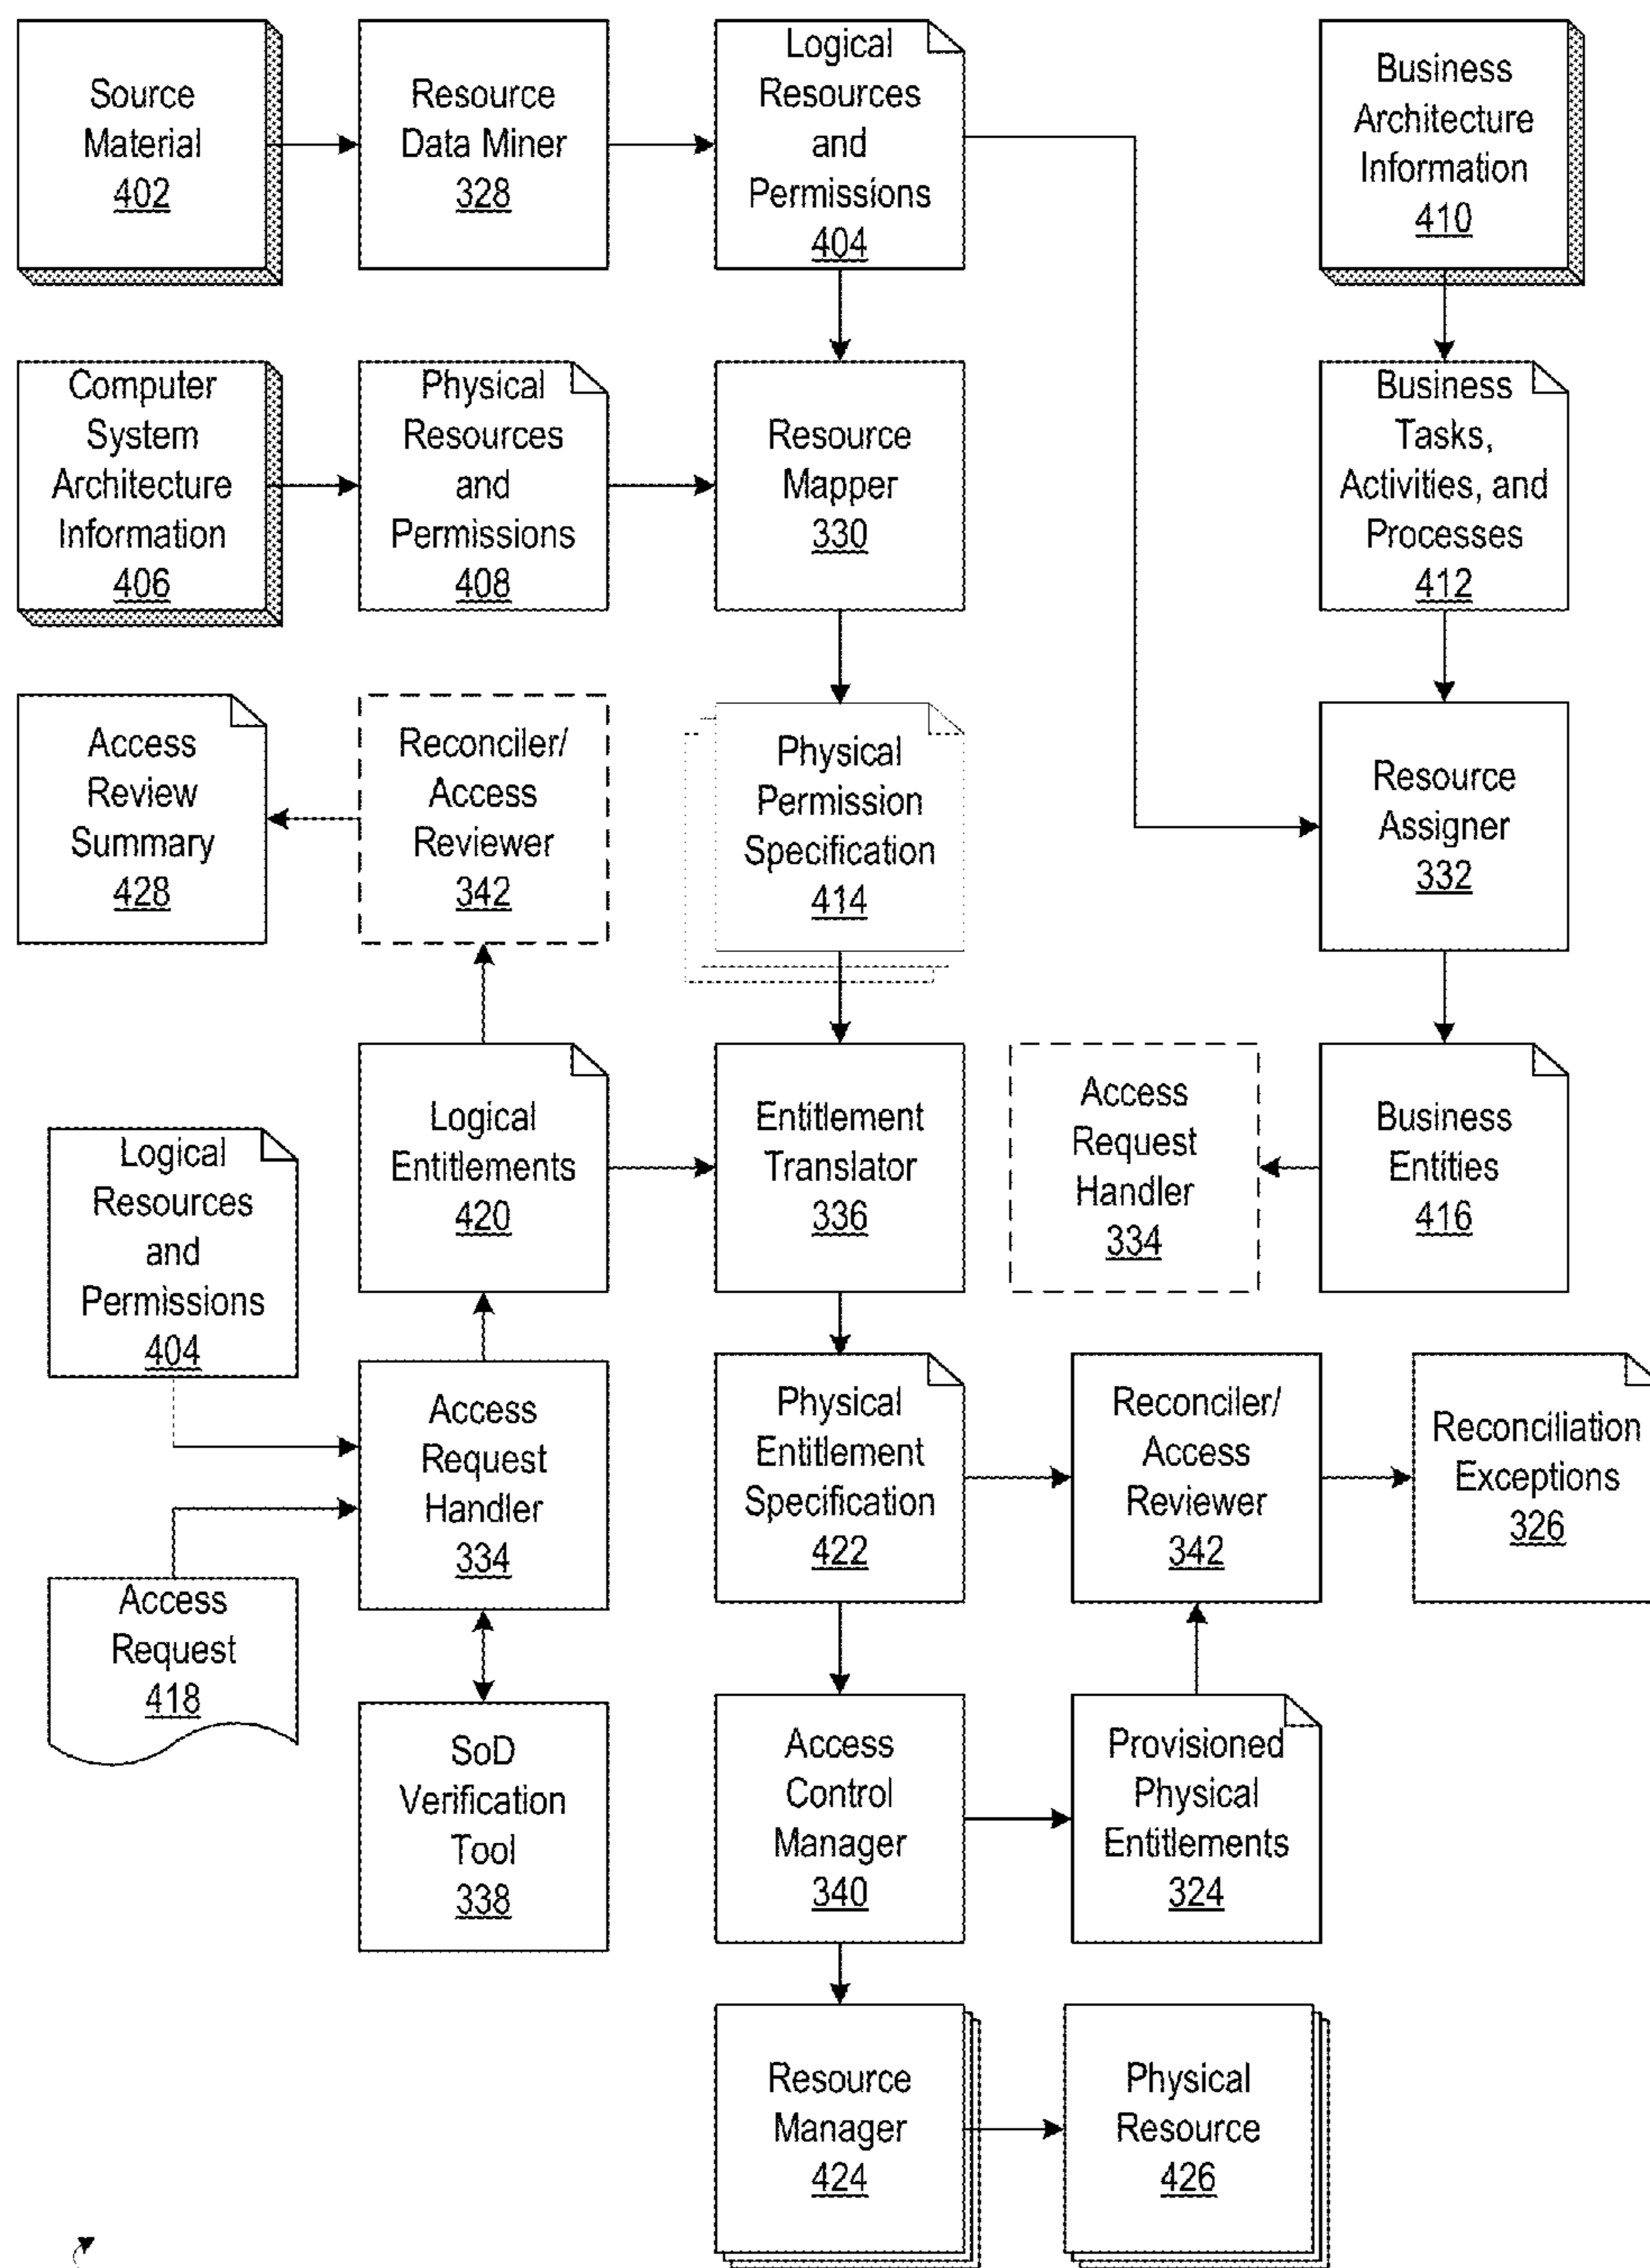 Source
Material
402
Resource
Data Miner
328
Logical
Resources
and
Permissions
404
Business
Architecture
Information
410
Computer
System
Architecture
Information
406
Physical
Resources
and
Permissions
408
Resource
Mapper
330
Business
Tasks,
Activities, and
Processes
412
Access
Review
Summary
428
Reconciler/
Access
Reviewer
342
Physical
Permission
Specification
414
Resource
Assigner
332
Logical
Resources
and
Permissions
404
Logical
Entitlements
420
Entitlement
Translator
336
Access
Request
Handler
334
Business
Entities
416
Access
Request
Handler
334
Physical
Entitlement
Specification
422
Reconciler/
Access
Reviewer
342
Reconciliation
Exceptions
326
Access
Request
418
SoD
Verification
Tool
338
Access
Control
Manager
340
Provisioned
Physical
Entitlements
324
Resource
Manager
424
Physical
Resource
426